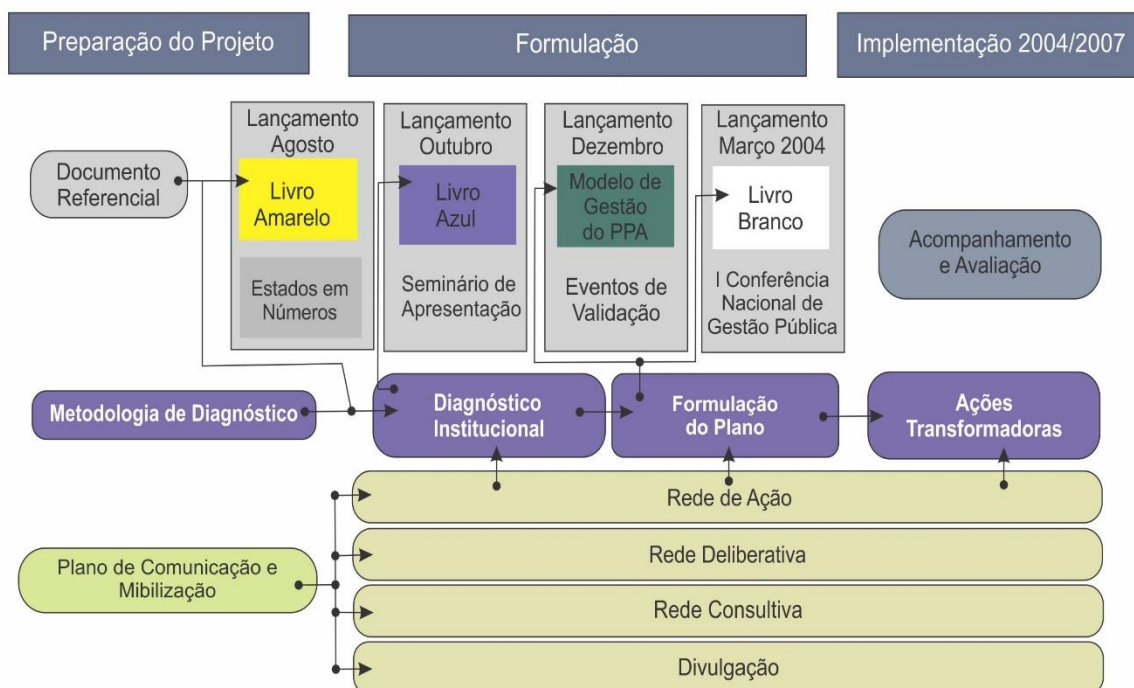 Preparação do Projeto
Formulação
Implementação 2004/2007
Lançamento
Agosto
Livro
Amarelo
Estados em
Números
Lançamento
Outubro
Livro
Azul
Seminário de
Apresentação
Lançamento
Dezembro
Modelo de
Gestão
do PPA
Eventos de
Validação
Lançamento
Março 2004
Livro
Branco
I Conferência
Nacional de
Gestão Pública
Documento
Referencial
Acompanhamento
e Avaliação
Metodologia de Diagnóstico
Diagnóstico
Institucional
Formulação
do Plano
Ações
Transformadoras
Plano de Comunicação e
Mibilização
Rede de Ação
Rede Deliberativa
Rede Consultiva
Divulgação